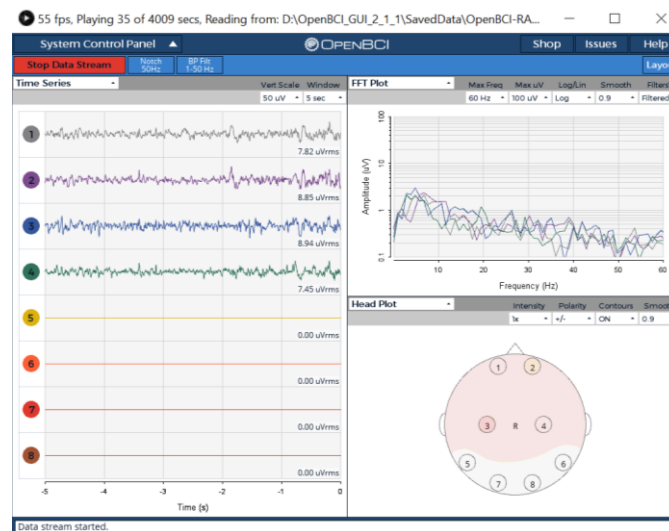 55 fps, Playing 35 of 4009 secs, Reading from: D:\OpenBCI_GUI_2_1_1\SavedData\OpenBCI-RA...
System Control Panel
OPENBCI
Shop
Issues
Help
Stop Data Stream
Notch
50Hz
BP Filt
1-50 Hz
Layou
Time Series
Vert Scale
Window
50 uV
5 sec
1
7.82 uVrms
2
8.85 uVrms
3
8.94 uVrms
4
7.45 uVrms
5
0.00 uVrms
6
0.00 uVrms
7
0.00 uVrms
8
0.00 uVrms
-5
-4
-3
-2
-1
0
Time (s)
FFT Plot
Max Freq
Max uV
Log/Lin
Smooth
Filters
60 Hz
100 uV
Log
0.9
Filtered
Amplitude (uV)
100
10
1
0.1
10
20
30
40
50
60
Frequency (Hz)
Head Plot
Intensity
Polarity
Contours
Smoot
1x
+/-
ON
0.9
1
2
3
R
4
5
6
7
8
Data stream started.